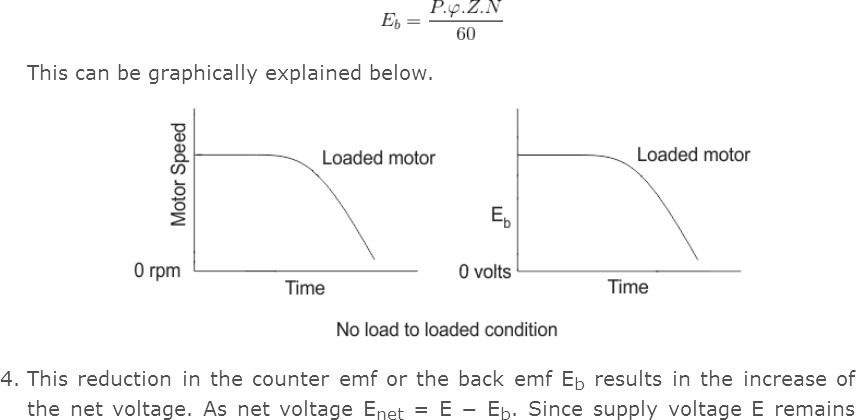 E_b = P.φ.Z.N / 60
This can be graphically explained below.
Motor Speed
Loaded motor
0 rpm
Time
Loaded motor
E_b
0 volts
Time
No load to loaded condition
4. This reduction in the counter emf or the back emf E_b results in the increase of
the net voltage. As net voltage E_net = E − E_b. Since supply voltage E remains